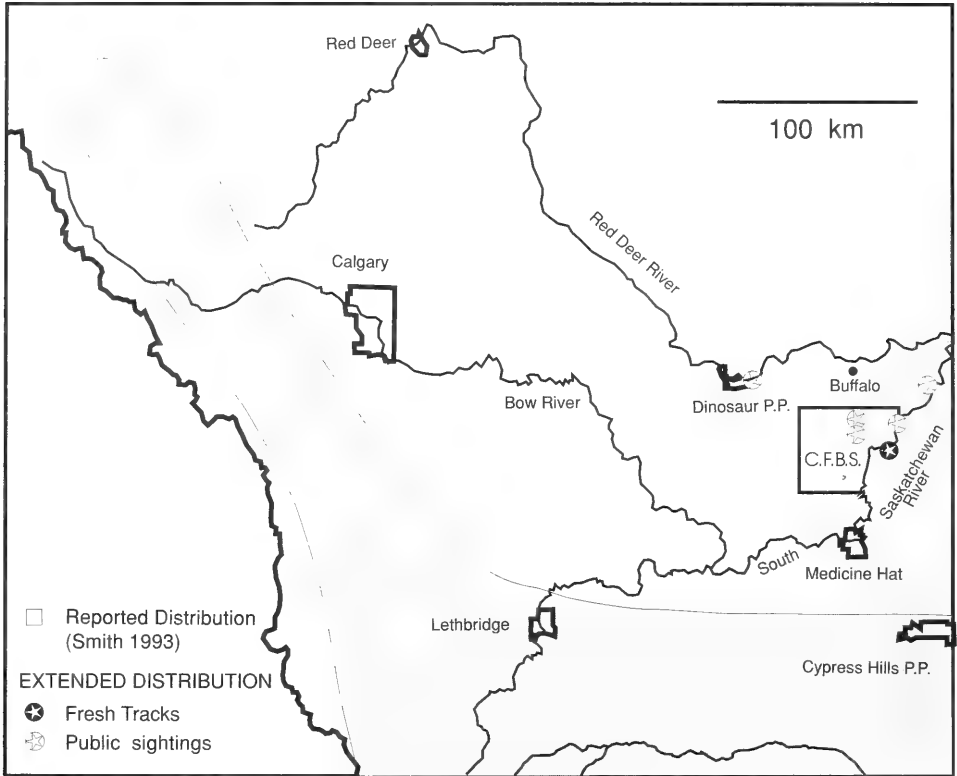 Red Deer
100 km
Red Deer River
Calgary
Buffalo
Dinosaur P.P.
Bow River
C.F.B.S.
Saskatchewan
River
South
Medicine Hat
Reported Distribution
(Smith 1993)
Lethbridge
Cypress Hills P.P.
EXTENDED DISTRIBUTION
Fresh Tracks
Public sightings